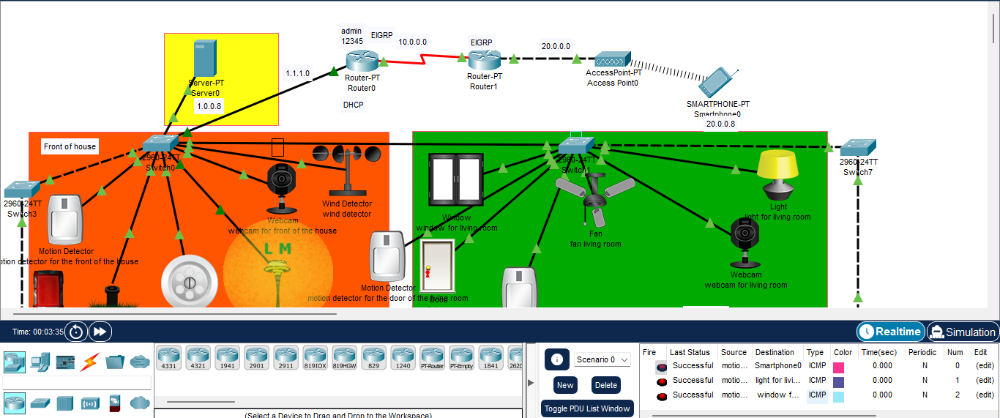 admin
12345
EIGRP
10.0.0.0
EIGRP
20.0.0.0
1.1.1.0
Router-PT
Router0
DHCP
Router-PT
Router1
AccessPoint-PT
Access Point0
SMARTPHONE-PT
Smartphone0
20.0.0.8
Server-PT
Server0
1.0.0.8
Front of house
2960-24TT
Switch0
2960-24TT
Switch1
2960-24TT
Switch7
2960-24TT
Switch3
Wind Detector
wind detector
Webcam
webcam for front of the house
Motion Detector
otion detector for the front of the house
L M
Window
window for living room
Fan
fan living room
Light
light for living room
Webcam
webcam for living room
Motion Detector
motion detector for the door of the living room
Door
Time: 00:03:35
Realtime
Simulation
4331
4321
1941
2901
2911
819IOX
819HGW
829
1240
PT-Router
PT-Empty
1841
2620
(Select a Device to Drag and Drop to the Workspace)
Scenario 0
New
Delete
Toggle PDU List Window
Fire Last Status Source Destination Type Color Time(sec) Periodic Num Edit
Successful motio... Smartphone0 ICMP 0.000 N 0 (edit)
Successful motio... light for livi... ICMP 0.000 N 1 (edit)
Successful motio... window f... ICMP 0.000 N 2 (edit)